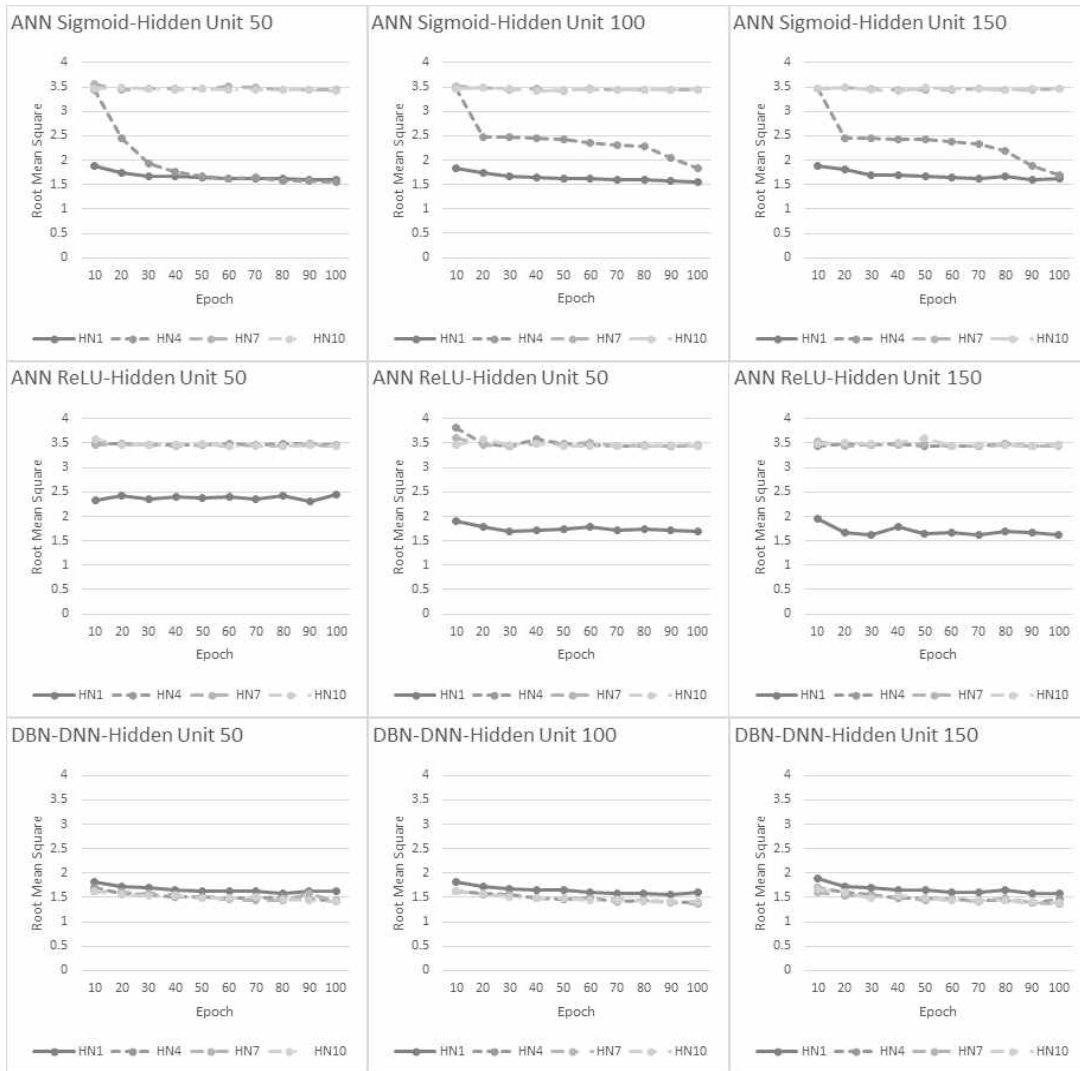 ANN Sigmoid-Hidden Unit 50
Root Mean Square
4
3.5
3
2.5
2
1.5
1
0.5
0
10 20 30 40 50 60 70 80 90 100
Epoch
HN1 HN4 HN7 HN10
ANN Sigmoid-Hidden Unit 100
Root Mean Square
4
3.5
3
2.5
2
1.5
1
0.5
0
10 20 30 40 50 60 70 80 90 100
Epoch
HN1 HN4 HN7 HN10
ANN Sigmoid-Hidden Unit 150
Root Mean Square
4
3.5
3
2.5
2
1.5
1
0.5
0
10 20 30 40 50 60 70 80 90 100
Epoch
HN1 HN4 HN7 HN10
ANN ReLU-Hidden Unit 50
Root Mean Square
4
3.5
3
2.5
2
1.5
1
0.5
0
10 20 30 40 50 60 70 80 90 100
Epoch
HN1 HN4 HN7 HN10
ANN ReLU-Hidden Unit 50
Root Mean Square
4
3.5
3
2.5
2
1.5
1
0.5
0
10 20 30 40 50 60 70 80 90 100
Epoch
HN1 HN4 HN7 HN10
ANN ReLU-Hidden Unit 150
Root Mean Square
4
3.5
3
2.5
2
1.5
1
0.5
0
10 20 30 40 50 60 70 80 90 100
Epoch
HN1 HN4 HN7 HN10
DBN-DNN-Hidden Unit 50
Root Mean Square
4
3.5
3
2.5
2
1.5
1
0.5
0
10 20 30 40 50 60 70 80 90 100
Epoch
HN1 HN4 HN7 HN10
DBN-DNN-Hidden Unit 100
Root Mean Square
4
3.5
3
2.5
2
1.5
1
0.5
0
10 20 30 40 50 60 70 80 90 100
Epoch
HN1 HN4 HN7 HN10
DBN-DNN-Hidden Unit 150
Root Mean Square
4
3.5
3
2.5
2
1.5
1
0.5
0
10 20 30 40 50 60 70 80 90 100
Epoch
HN1 HN4 HN7 HN10